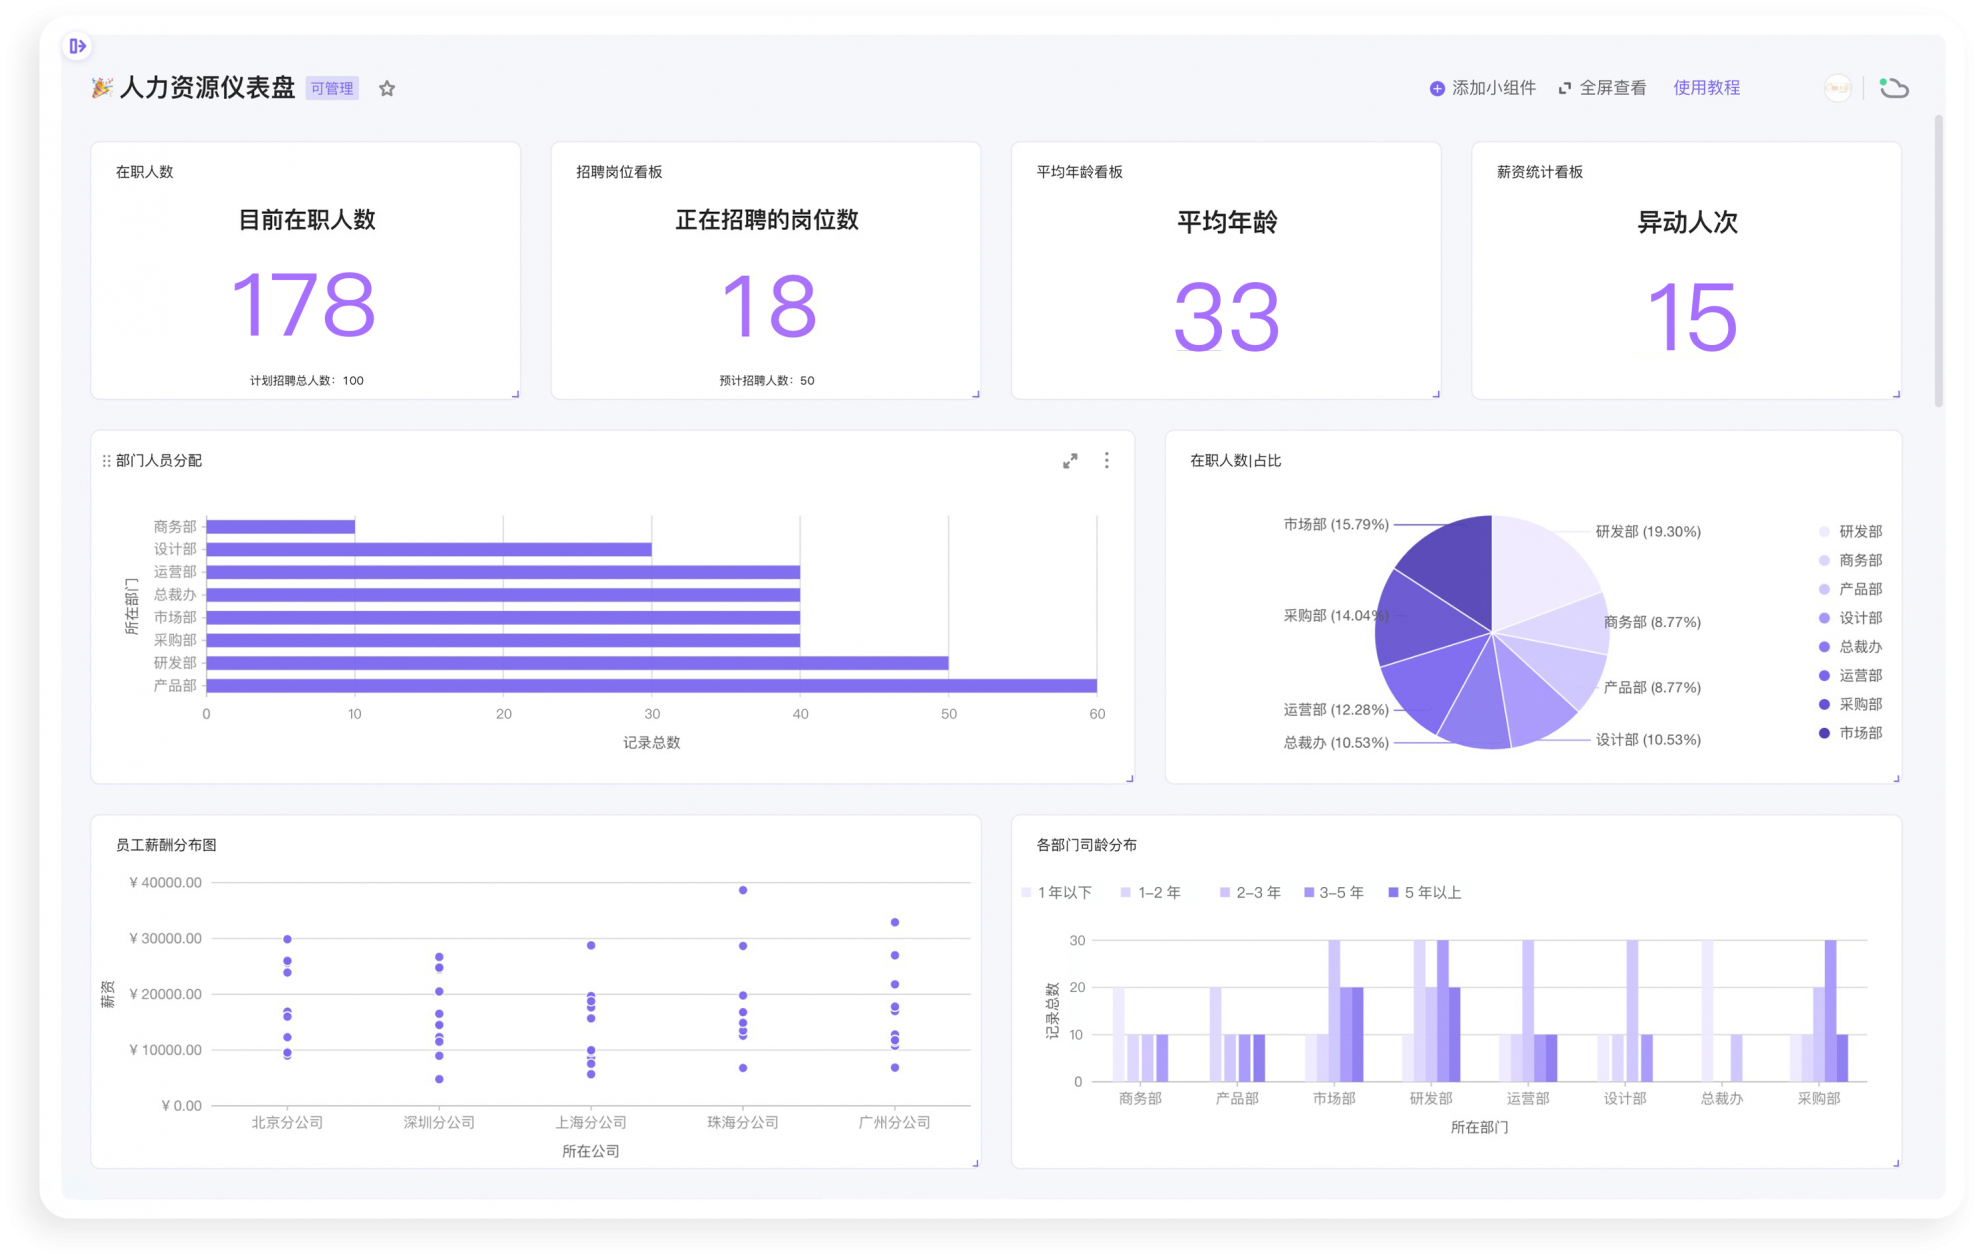 人力资源仪表盘 可管理
添加小组件 全屏查看 使用教程
在职人数
目前在职人数
178
计划招聘总人数：100
招聘岗位看板
正在招聘的岗位数
18
预计招聘人数：50
平均年龄看板
平均年龄
33
薪资统计看板
异动人次
15
部门人员分配
所在部门
商务部
设计部
运营部
总裁办
市场部
采购部
研发部
产品部
0 10 20 30 40 50 60
记录总数
在职人数|占比
市场部 (15.79%)
研发部 (19.30%)
采购部 (14.04%)
商务部 (8.77%)
产品部 (8.77%)
运营部 (12.28%)
总裁办 (10.53%)
设计部 (10.53%)
研发部
商务部
产品部
设计部
总裁办
运营部
采购部
市场部
员工薪酬分布图
薪资
¥ 40000.00
¥ 30000.00
¥ 20000.00
¥ 10000.00
¥ 0.00
北京分公司 深圳分公司 上海分公司 珠海分公司 广州分公司
所在公司
各部门司龄分布
1 年以下 1–2 年 2–3 年 3–5 年 5 年以上
记录总数
30
20
10
0
商务部 产品部 市场部 研发部 运营部 设计部 总裁办 采购部
所在部门